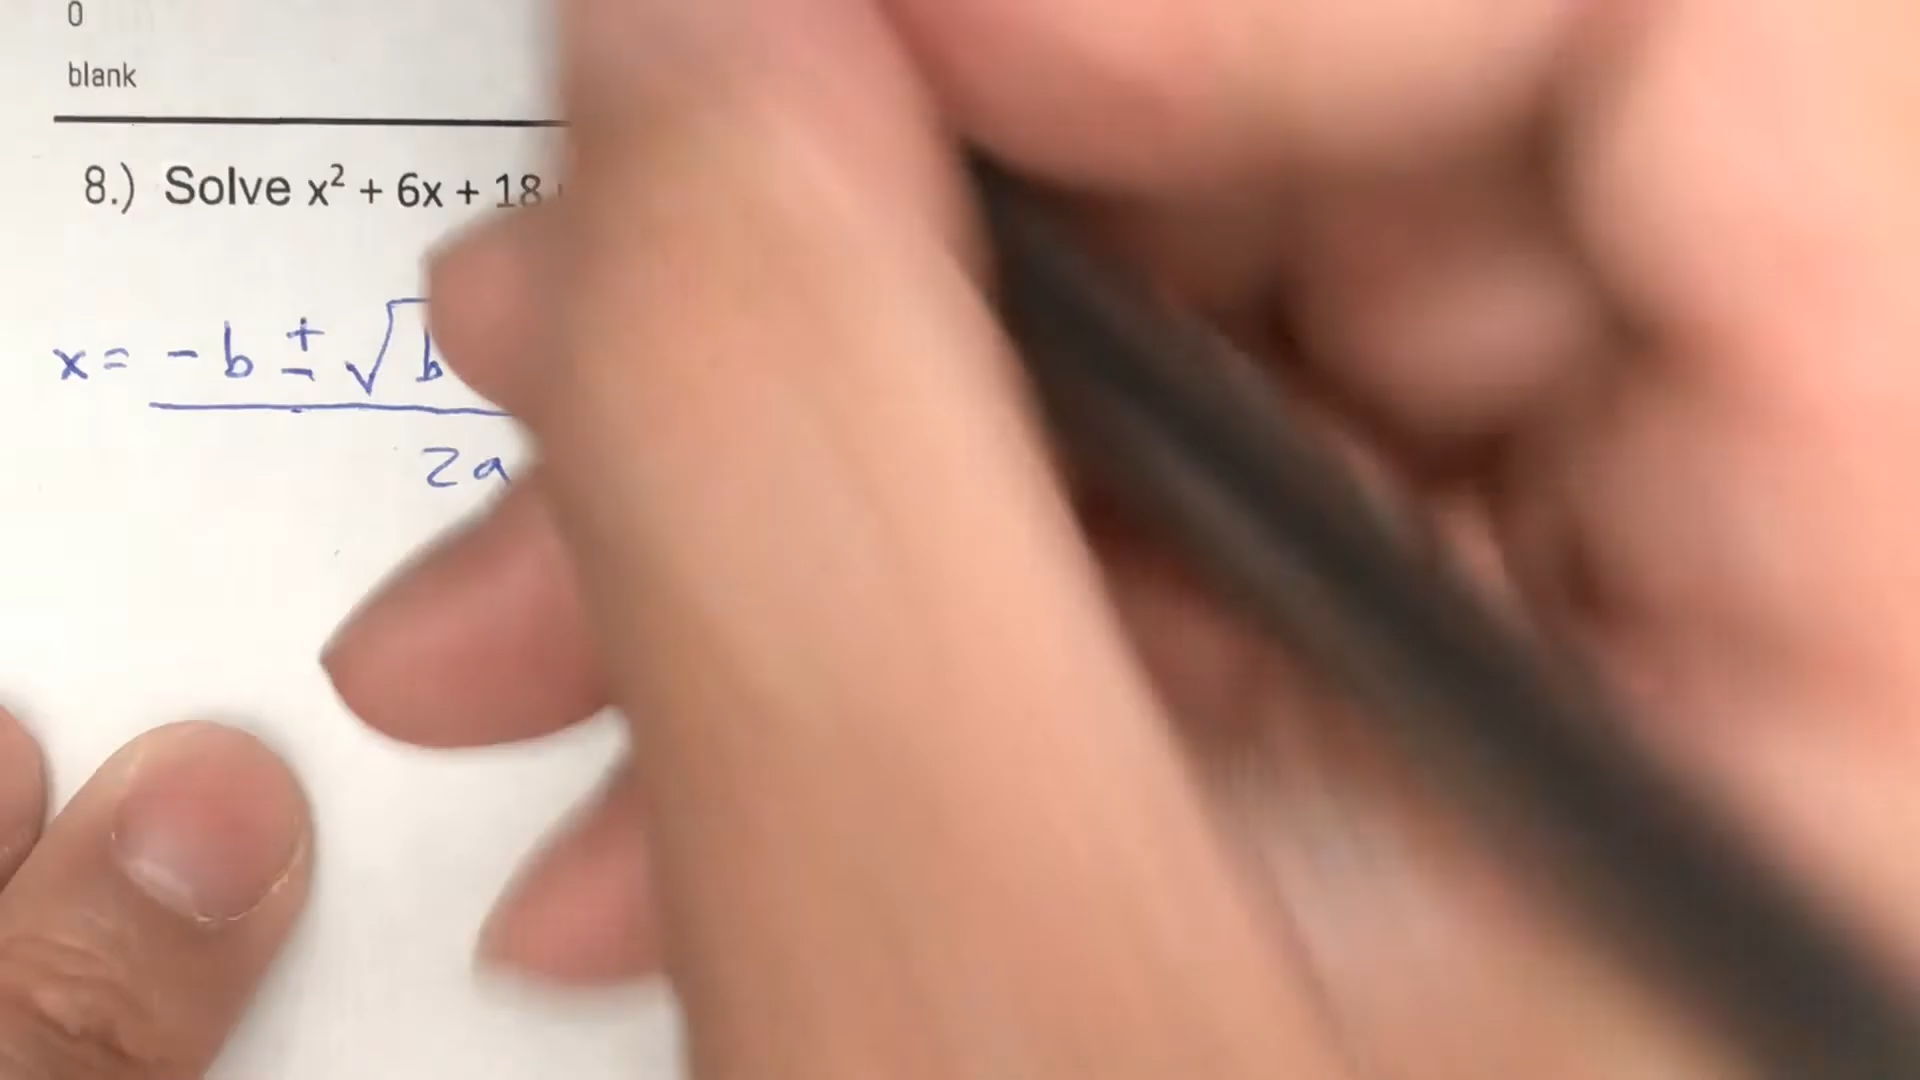 0
blank
8.) Solve x² + 6x + 18
x = -b ± √b
2a